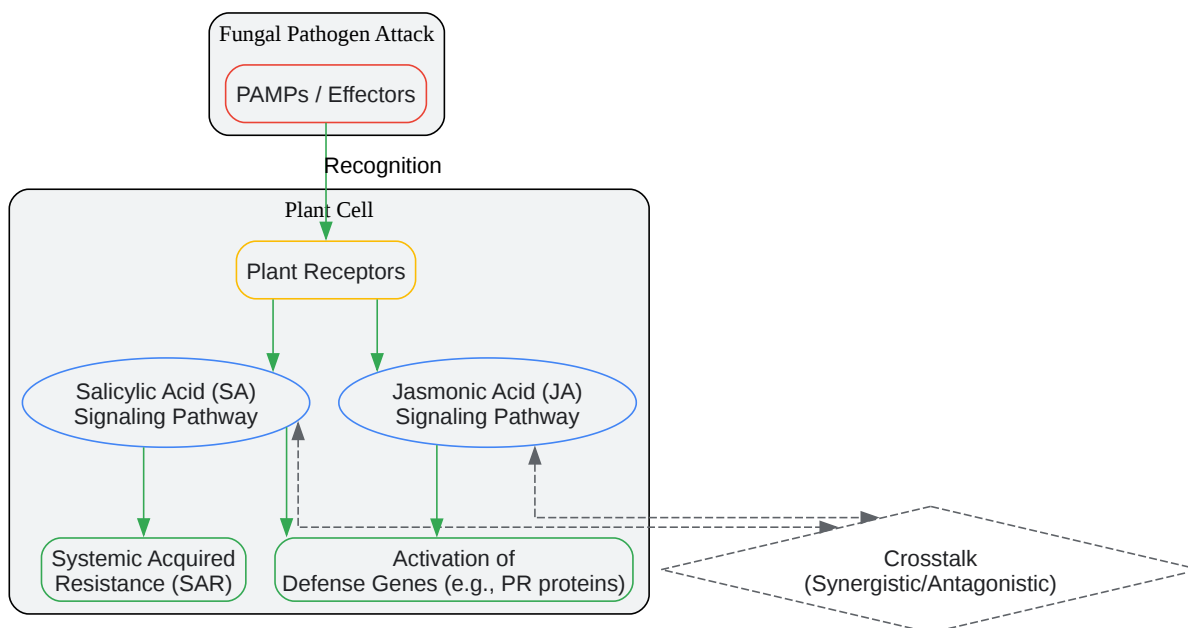 Fungal Pathogen Attack
PAMPs / Effectors
Recognition
Plant Cell
Plant Receptors
Salicylic Acid (SA)
Signaling Pathway
Jasmonic Acid (JA)
Signaling Pathway
Systemic Acquired
Resistance (SAR)
Activation of
Defense Genes (e.g., PR proteins)
Crosstalk
(Synergistic/Antagonistic)